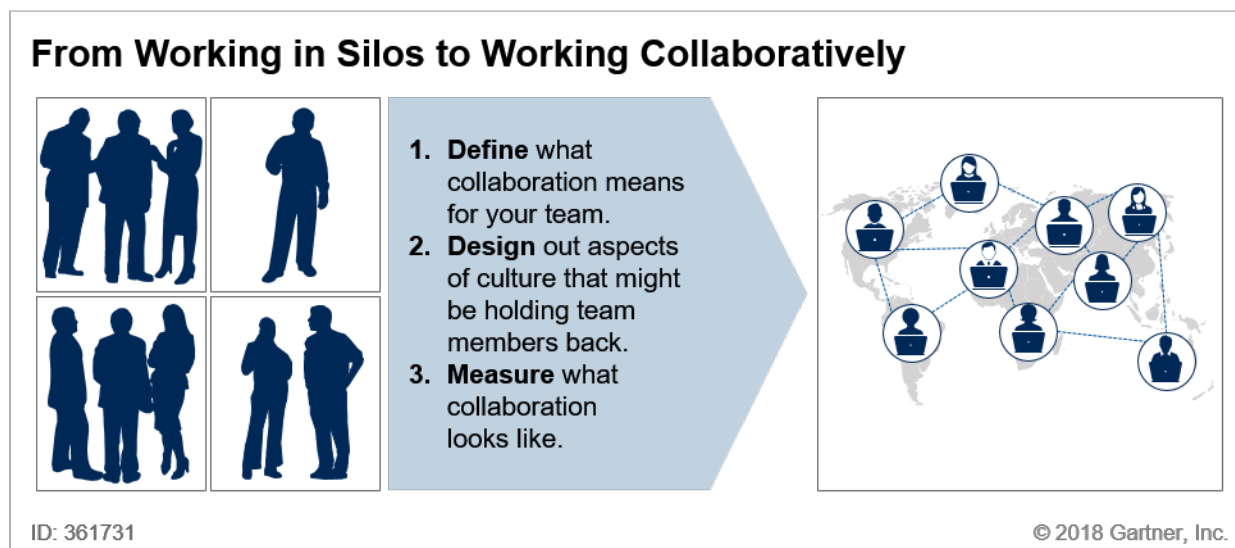 From Working in Silos to Working Collaboratively
1. Define what
collaboration means
for your team.
2. Design out aspects
of culture that might
be holding team
members back.
3. Measure what
collaboration
looks like.
ID: 361731
© 2018 Gartner, Inc.